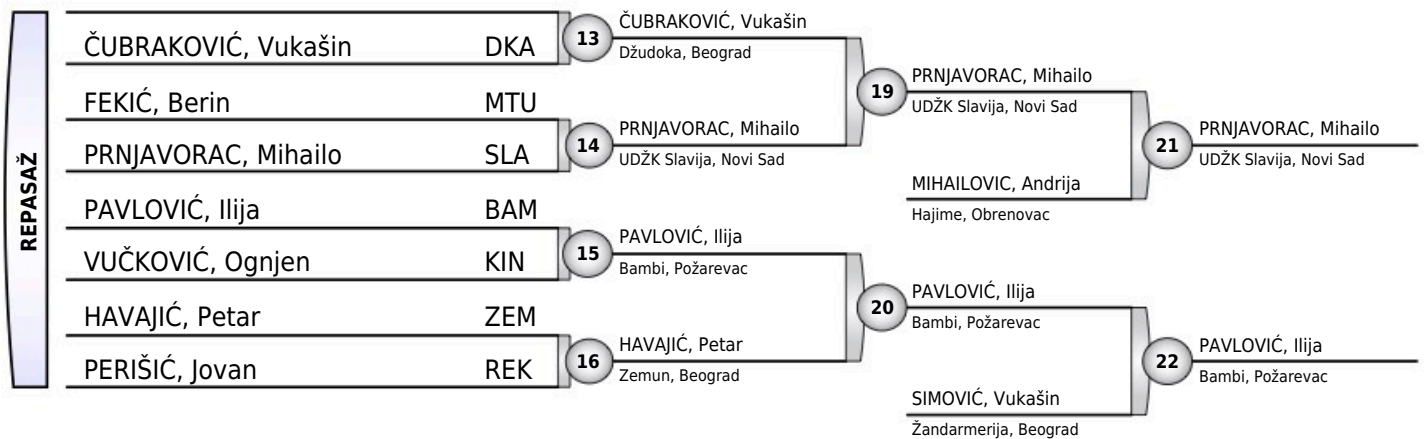 REPASAŽ
ČUBRAKOVIĆ, Vukašin DKA
FEKIĆ, Berin MTU
PRNJAVORAC, Mihailo SLA
PAVLOVIĆ, Ilija BAM
VUČKOVIĆ, Ognjen KIN
HAVAJIĆ, Petar ZEM
PERIŠIĆ, Jovan REK
13
ČUBRAKOVIĆ, Vukašin
Džudoka, Beograd
14
PRNJAVORAC, Mihailo
UDŽK Slavija, Novi Sad
15
PAVLOVIĆ, Ilija
Bambi, Požarevac
16
HAVAJIĆ, Petar
Zemun, Beograd
19
PRNJAVORAC, Mihailo
UDŽK Slavija, Novi Sad
MIHAILOVIC, Andrija
Hajime, Obrenovac
20
PAVLOVIĆ, Ilija
Bambi, Požarevac
SIMOVIĆ, Vukašin
Žandarmerija, Beograd
21
PRNJAVORAC, Mihailo
UDŽK Slavija, Novi Sad
22
PAVLOVIĆ, Ilija
Bambi, Požarevac